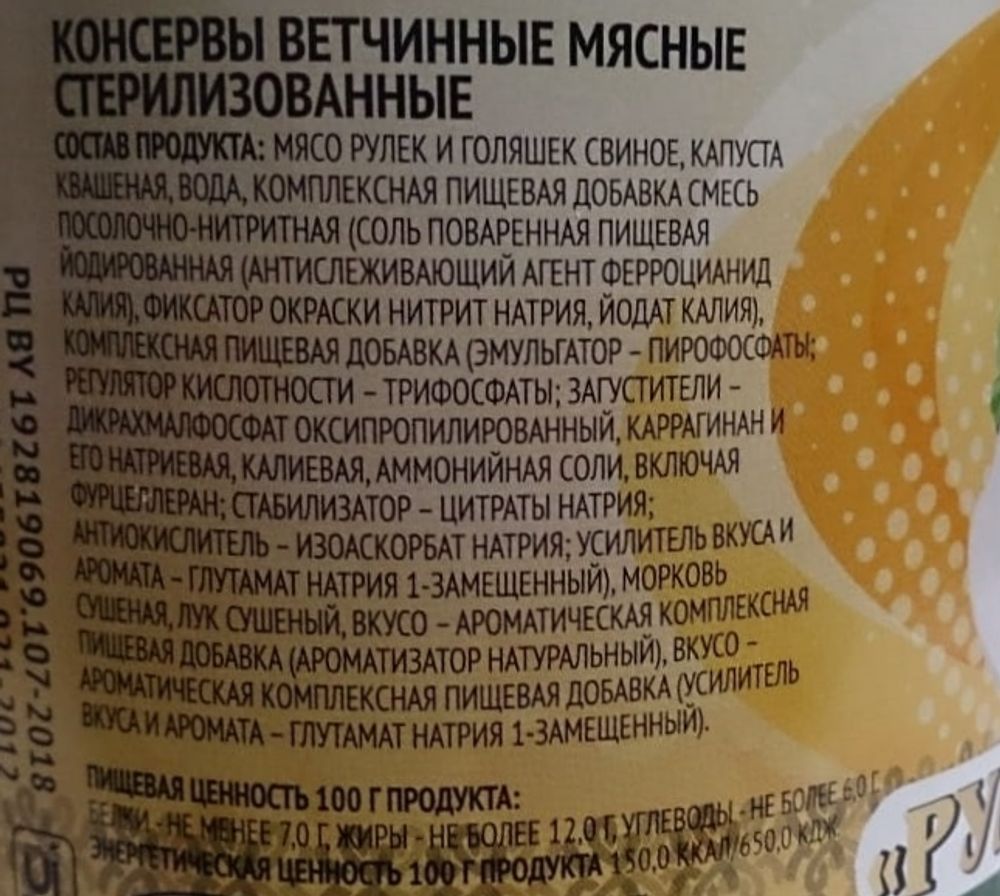 КОНСЕРВЫ ВЕТЧИННЫЕ МЯСНЫЕ
СТЕРИЛИЗОВАННЫЕ
СОСТАВ ПРОДУКТА: МЯСО РУЛЕК И ГОЛЯШЕК СВИНОЕ, КАПУСТА
КВАШЕНАЯ, ВОДА, КОМПЛЕКСНАЯ ПИЩЕВАЯ ДОБАВКА СМЕСЬ
ПОСОЛОЧНО-НИТРИТНАЯ (СОЛЬ ПОВАРЕННАЯ ПИЩЕВАЯ
ЙОДИРОВАННАЯ (АНТИСЛЕЖИВАЮЩИЙ АГЕНТ ФЕРРОЦИАНИД
КАЛИЯ), ФИКСАТОР ОКРАСКИ НИТРИТ НАТРИЯ, ЙОДАТ КАЛИЯ),
КОМПЛЕКСНАЯ ПИЩЕВАЯ ДОБАВКА (ЭМУЛЬГАТОР – ПИРОФОСФАТЫ;
РЕГУЛЯТОР КИСЛОТНОСТИ – ТРИФОСФАТЫ; ЗАГУСТИТЕЛИ –
ДИКРАХМАЛФОСФАТ ОКСИПРОПИЛИРОВАННЫЙ, КАРРАГИНАН И
ЕГО НАТРИЕВАЯ, КАЛИЕВАЯ, АММОНИЙНАЯ СОЛИ, ВКЛЮЧАЯ
ФУРЦЕЛЛЕРАН; СТАБИЛИЗАТОР – ЦИТРАТЫ НАТРИЯ;
АНТИОКИСЛИТЕЛЬ – ИЗОАСКОРБАТ НАТРИЯ; УСИЛИТЕЛЬ ВКУСА И
АРОМАТА – ГЛУТАМАТ НАТРИЯ 1-ЗАМЕЩЕННЫЙ), МОРКОВЬ
СУШЕНАЯ, ЛУК СУШЕНЫЙ, ВКУСО – АРОМАТИЧЕСКАЯ КОМПЛЕКСНАЯ
ПИЩЕВАЯ ДОБАВКА (АРОМАТИЗАТОР НАТУРАЛЬНЫЙ), ВКУСО –
АРОМАТИЧЕСКАЯ КОМПЛЕКСНАЯ ПИЩЕВАЯ ДОБАВКА (УСИЛИТЕЛЬ
ВКУСА И АРОМАТА – ГЛУТАМАТ НАТРИЯ 1-ЗАМЕЩЕННЫЙ).
ПИЩЕВАЯ ЦЕННОСТЬ 100 Г ПРОДУКТА:
БЕЛКИ - НЕ МЕНЕЕ 7,0 Г, ЖИРЫ - НЕ БОЛЕЕ 12,0 Г, УГЛЕВОДЫ - НЕ БОЛЕЕ 6,0 Г
ЭНЕРГЕТИЧЕСКАЯ ЦЕННОСТЬ 100 Г ПРОДУКТА 150,0 ККАЛ/650,0 КДЖ
РЦ BY 192819069.107-2018